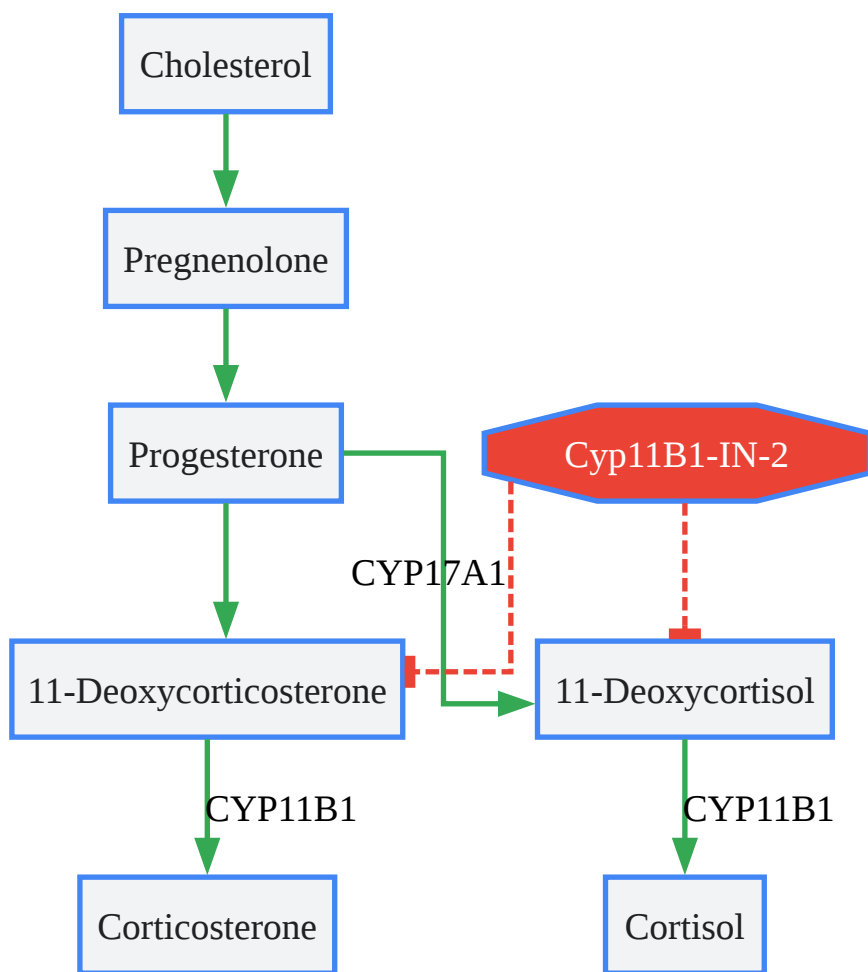 Cholesterol
Pregnenolone
Progesterone
Cyp11B1-IN-2
CYP17A1
11-Deoxycorticosterone
11-Deoxycortisol
CYP11B1
CYP11B1
Corticosterone
Cortisol